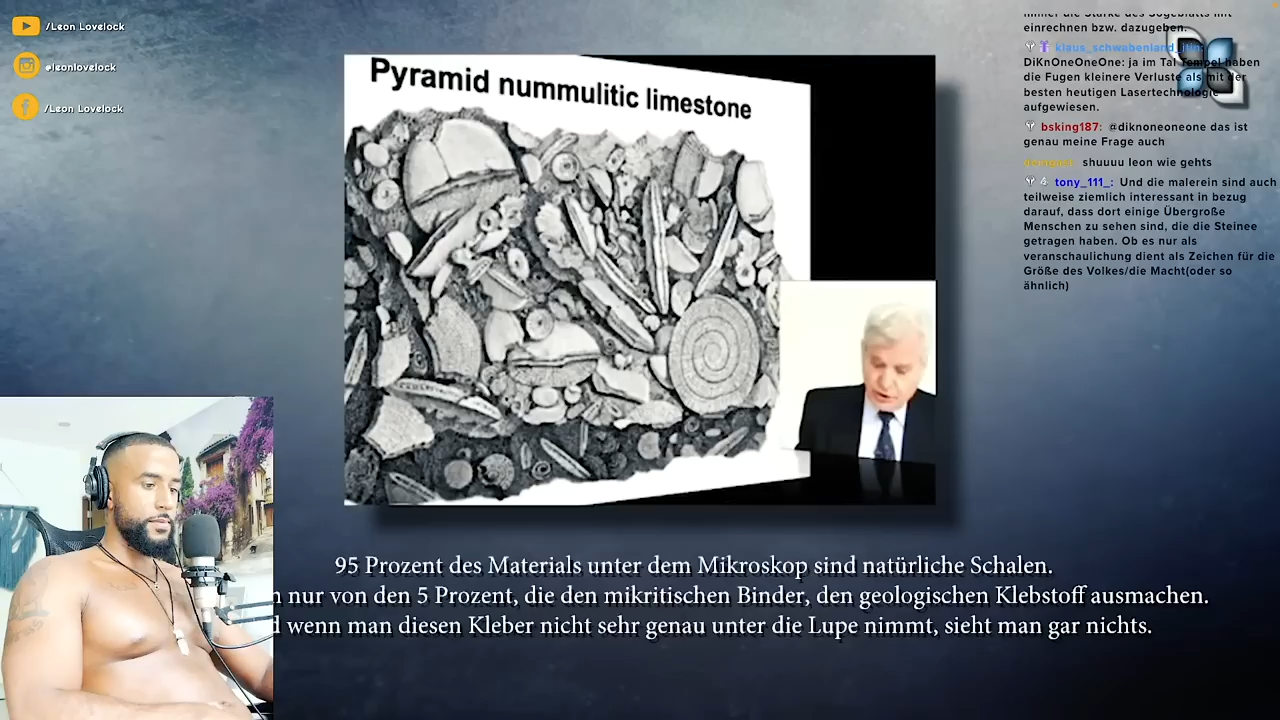 /Leon Lovelock
@leonlovelock
/Leon Lovelock
Pyramid nummulitic limestone
immer die Stärke des Sögeblatts mit
einrechnen bzw. dazugeben.
DiKnOneOneOne: ja im Tal Tempel haben
die Fugen kleinere Verluste als mit der
besten heutigen Lasertechnologie
aufgewiesen.
bsking187: @diknoneoneone das ist
genau meine Frage auch
shuuuu leon wie gehts
tony_111_: Und die malerein sind auch
teilweise ziemlich interessant in bezug
darauf, dass dort einige Übergroße
Menschen zu sehen sind, die die Steinee
getragen haben. Ob es nur als
veranschaulichung dient als Zeichen für die
Größe des Volkes/die Macht(oder so
ähnlich)
95 Prozent des Materials unter dem Mikroskop sind natürliche Schalen.
nur von den 5 Prozent, die den mikritischen Binder, den geologischen Klebstoff ausmachen.
wenn man diesen Kleber nicht sehr genau unter die Lupe nimmt, sieht man gar nichts.